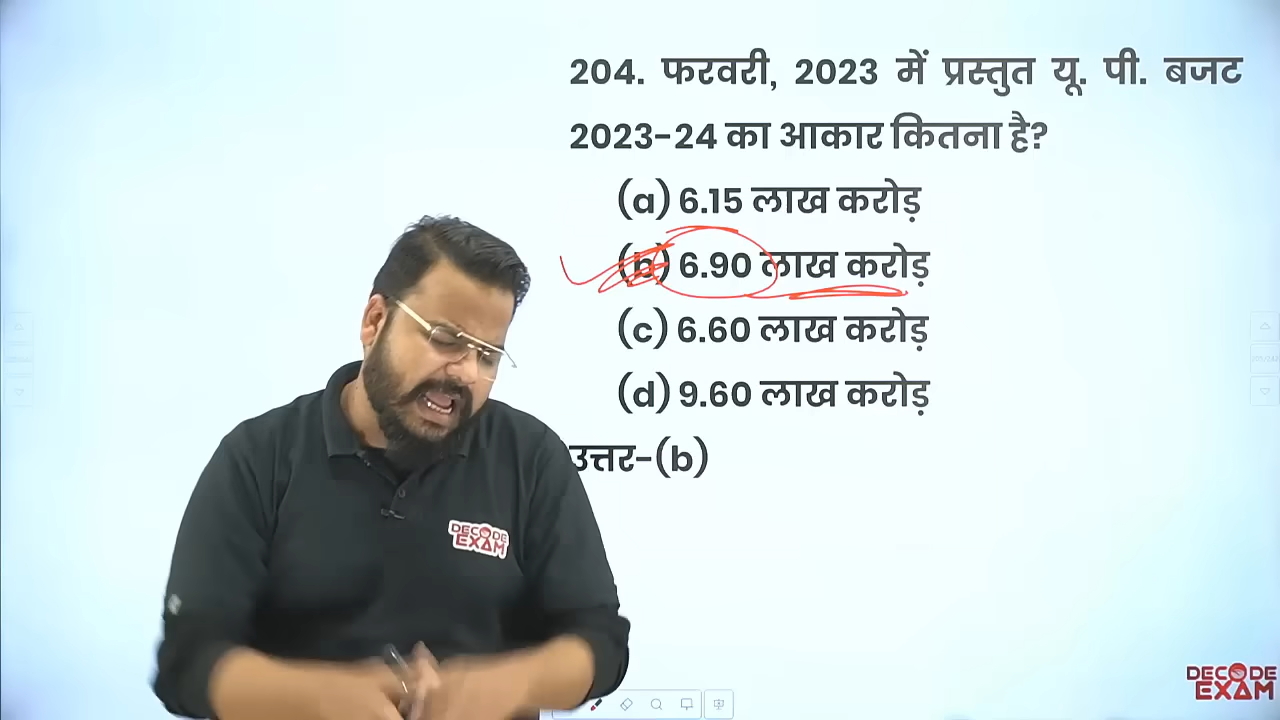 204. फरवरी, 2023 में प्रस्तुत यू. पी. बजट
2023-24 का आकार कितना है?
(a) 6.15 लाख करोड़
(b) 6.90 लाख करोड़
(c) 6.60 लाख करोड़
(d) 9.60 लाख करोड़
उत्तर-(b)
DECODE
EXAM
DECODE
EXAM